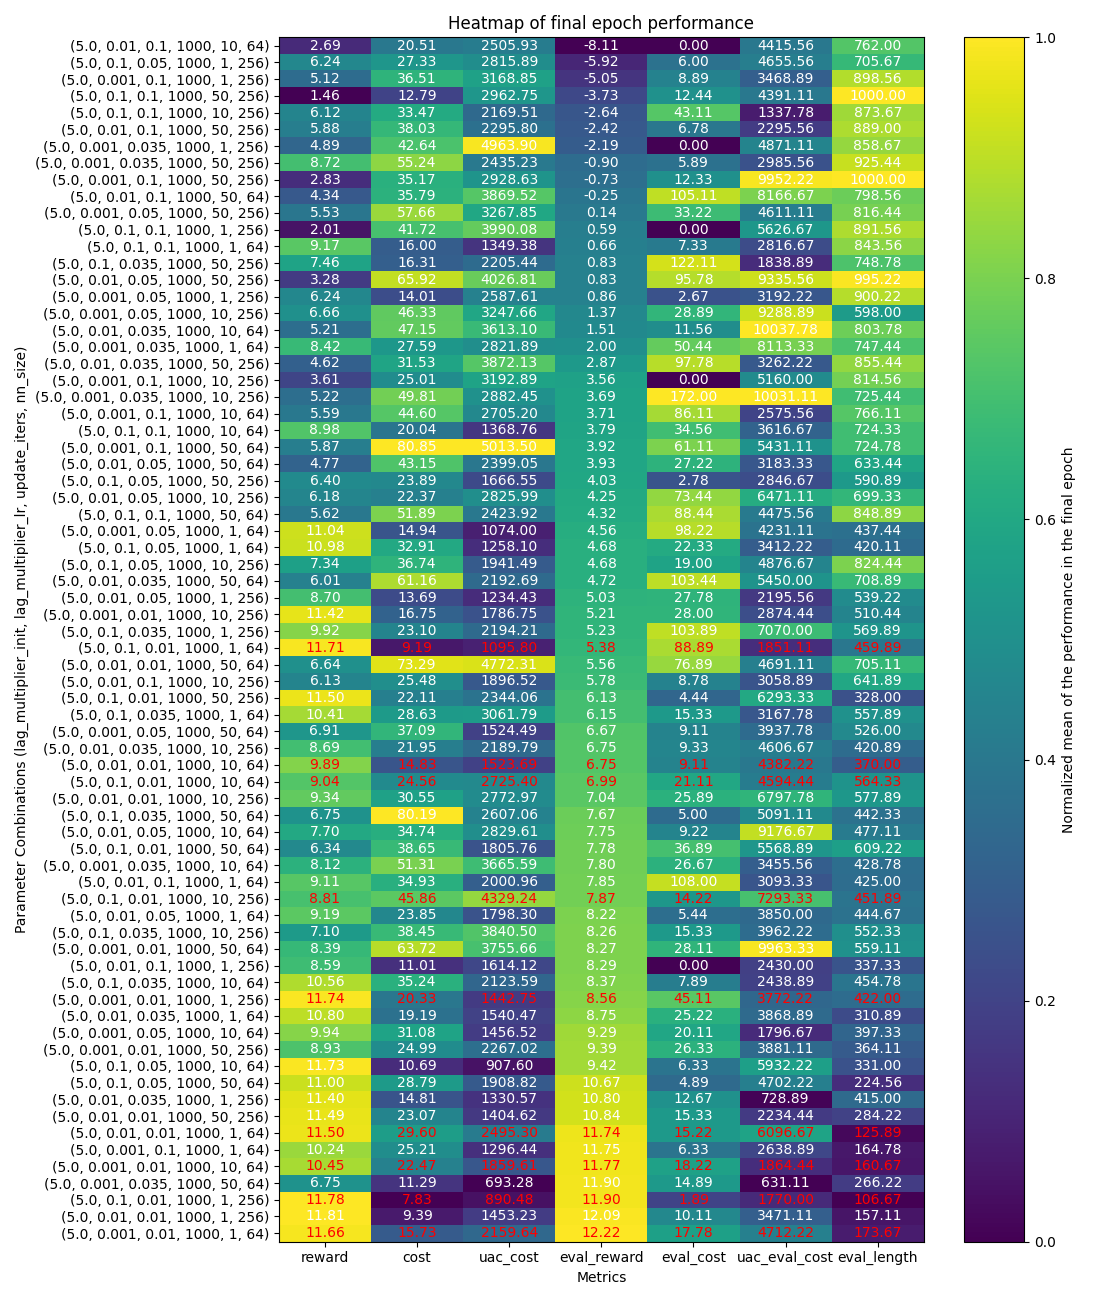 Heatmap of final epoch performance
(5.0, 0.01, 0.1, 1000, 10, 64) 2.69 20.51 2505.93 -8.11 0.00 4415.56 762.00
(5.0, 0.1, 0.05, 1000, 1, 256) 6.24 27.33 2815.89 -5.92 6.00 4655.56 705.67
(5.0, 0.001, 0.1, 1000, 1, 256) 5.12 36.51 3168.85 -5.05 8.89 3468.89 898.56
(5.0, 0.1, 0.1, 1000, 50, 256) 1.46 12.79 2962.75 -3.73 12.44 4391.11 1000.00
(5.0, 0.1, 0.1, 1000, 10, 256) 6.12 33.47 2169.51 -2.64 43.11 1337.78 873.67
(5.0, 0.01, 0.1, 1000, 50, 256) 5.88 38.03 2295.80 -2.42 6.78 2295.56 889.00
(5.0, 0.001, 0.035, 1000, 1, 256) 4.89 42.64 4963.90 -2.19 0.00 4871.11 858.67
(5.0, 0.001, 0.035, 1000, 50, 256) 8.72 55.24 2435.23 -0.90 5.89 2985.56 925.44
(5.0, 0.001, 0.1, 1000, 50, 256) 2.83 35.17 2928.63 -0.73 12.33 9952.22 1000.00
(5.0, 0.01, 0.1, 1000, 50, 64) 4.34 35.79 3869.52 -0.25 105.11 8166.67 798.56
(5.0, 0.001, 0.05, 1000, 50, 256) 5.53 57.66 3267.85 0.14 33.22 4611.11 816.44
(5.0, 0.1, 0.1, 1000, 1, 256) 2.01 41.72 3990.08 0.59 0.00 5626.67 891.56
(5.0, 0.1, 0.1, 1000, 1, 64) 9.17 16.00 1349.38 0.66 7.33 2816.67 843.56
(5.0, 0.1, 0.035, 1000, 50, 256) 7.46 16.31 2205.44 0.83 122.11 1838.89 748.78
(5.0, 0.01, 0.05, 1000, 50, 256) 3.28 65.92 4026.81 0.83 95.78 9335.56 995.22
(5.0, 0.001, 0.05, 1000, 1, 256) 6.24 14.01 2587.61 0.86 2.67 3192.22 900.22
(5.0, 0.001, 0.05, 1000, 10, 256) 6.66 46.33 3247.66 1.37 28.89 9288.89 598.00
(5.0, 0.01, 0.035, 1000, 10, 64) 5.21 47.15 3613.10 1.51 11.56 10037.78 803.78
(5.0, 0.001, 0.035, 1000, 1, 64) 8.42 27.59 2821.89 2.00 50.44 8113.33 747.44
(5.0, 0.01, 0.035, 1000, 50, 256) 4.62 31.53 3872.13 2.87 97.78 3262.22 855.44
(5.0, 0.001, 0.1, 1000, 10, 256) 3.61 25.01 3192.89 3.56 0.00 5160.00 814.56
(5.0, 0.001, 0.035, 1000, 10, 256) 5.22 49.81 2882.45 3.69 172.00 10031.11 725.44
(5.0, 0.001, 0.1, 1000, 10, 64) 5.59 44.60 2705.20 3.71 86.11 2575.56 766.11
(5.0, 0.1, 0.1, 1000, 10, 64) 8.98 20.04 1368.76 3.79 34.56 3616.67 724.33
(5.0, 0.001, 0.1, 1000, 50, 64) 5.87 80.85 5013.50 3.92 61.11 5431.11 724.78
(5.0, 0.01, 0.05, 1000, 50, 64) 4.77 43.15 2399.05 3.93 27.22 3183.33 633.44
(5.0, 0.1, 0.05, 1000, 50, 256) 6.40 23.89 1666.55 4.03 2.78 2846.67 590.89
(5.0, 0.01, 0.05, 1000, 10, 256) 6.18 22.37 2825.99 4.25 73.44 6471.11 699.33
(5.0, 0.1, 0.1, 1000, 50, 64) 5.62 51.89 2423.92 4.32 88.44 4475.56 848.89
(5.0, 0.001, 0.05, 1000, 1, 64) 11.04 14.94 1074.00 4.56 98.22 4231.11 437.44
(5.0, 0.1, 0.05, 1000, 1, 64) 10.98 32.91 1258.10 4.68 22.33 3412.22 420.11
(5.0, 0.1, 0.05, 1000, 10, 256) 7.34 36.74 1941.49 4.68 19.00 4876.67 824.44
(5.0, 0.01, 0.035, 1000, 50, 64) 6.01 61.16 2192.69 4.72 103.44 5450.00 708.89
(5.0, 0.01, 0.05, 1000, 1, 256) 8.70 13.69 1234.43 5.03 27.78 2195.56 539.22
(5.0, 0.001, 0.01, 1000, 10, 256) 11.42 16.75 1786.75 5.21 28.00 2874.44 510.44
(5.0, 0.1, 0.035, 1000, 1, 256) 9.92 23.10 2194.21 5.23 103.89 7070.00 569.89
(5.0, 0.1, 0.01, 1000, 1, 64) 11.71 9.19 1095.80 5.38 88.89 1851.11 459.89
(5.0, 0.01, 0.01, 1000, 50, 64) 6.64 73.29 4772.31 5.56 76.89 4691.11 705.11
(5.0, 0.01, 0.1, 1000, 10, 256) 6.13 25.48 1896.52 5.78 8.78 3058.89 641.89
(5.0, 0.1, 0.01, 1000, 50, 256) 11.50 22.11 2344.06 6.13 4.44 6293.33 328.00
(5.0, 0.1, 0.035, 1000, 1, 64) 10.41 28.63 3061.79 6.15 15.33 3167.78 557.89
(5.0, 0.001, 0.05, 1000, 50, 64) 6.91 37.09 1524.49 6.67 9.11 3937.78 526.00
(5.0, 0.01, 0.035, 1000, 10, 256) 8.69 21.95 2189.79 6.75 9.33 4606.67 420.89
(5.0, 0.01, 0.01, 1000, 10, 64) 9.89 14.83 6.75 9.11 4382.22 370.00
(5.0, 0.1, 0.01, 1000, 10, 64) 9.04 24.56 2725.40 6.99 21.11 4594.44 564.33
(5.0, 0.01, 0.01, 1000, 10, 256) 9.34 30.55 2772.97 7.04 25.89 6797.78 577.89
(5.0, 0.1, 0.035, 1000, 50, 64) 6.75 80.19 2607.06 7.67 5.00 5091.11 442.33
(5.0, 0.01, 0.05, 1000, 10, 64) 7.70 34.74 2829.61 7.75 9.22 9176.67 477.11
(5.0, 0.1, 0.01, 1000, 50, 64) 6.34 38.65 1805.76 7.78 36.89 5568.89 609.22
(5.0, 0.001, 0.035, 1000, 10, 64) 8.12 51.31 3665.59 7.80 26.67 3455.56 428.78
(5.0, 0.01, 0.1, 1000, 1, 64) 9.11 34.93 2000.96 7.85 108.00 3093.33 425.00
(5.0, 0.1, 0.01, 1000, 10, 256) 8.81 45.86 4329.24 7.87 14.22 7293.33 451.89
(5.0, 0.01, 0.05, 1000, 1, 64) 9.19 23.85 1798.30 8.22 5.44 3850.00 444.67
(5.0, 0.1, 0.035, 1000, 10, 256) 7.10 38.45 3840.50 8.26 15.33 3962.22 552.33
(5.0, 0.001, 0.01, 1000, 50, 64) 8.39 63.72 3755.66 8.27 28.11 9963.33 559.11
(5.0, 0.01, 0.1, 1000, 1, 256) 8.59 11.01 1614.12 8.29 0.00 2430.00 337.33
(5.0, 0.1, 0.035, 1000, 10, 64) 10.56 35.24 2123.59 8.37 7.89 2438.89 454.78
(5.0, 0.001, 0.01, 1000, 1, 256) 11.74 20.33 8.56 45.11 3772.22 422.00
(5.0, 0.01, 0.035, 1000, 1, 64) 10.80 19.19 1540.47 8.75 25.22 3868.89 310.89
(5.0, 0.001, 0.05, 1000, 10, 64) 9.94 31.08 1456.52 9.29 20.11 1796.67 397.33
(5.0, 0.001, 0.01, 1000, 50, 256) 8.93 24.99 2267.02 9.39 26.33 3881.11 364.11
(5.0, 0.1, 0.05, 1000, 10, 64) 11.73 10.69 907.60 9.42 6.33 5932.22 331.00
(5.0, 0.1, 0.05, 1000, 50, 64) 11.00 28.79 1908.82 10.67 4.89 4702.22 224.56
(5.0, 0.01, 0.035, 1000, 1, 256) 11.40 14.81 1330.57 10.80 12.67 728.89 415.00
(5.0, 0.01, 0.01, 1000, 50, 256) 11.49 23.07 1404.62 10.84 15.33 2234.44 284.22
(5.0, 0.01, 0.01, 1000, 1, 64) 11.50 29.60 2495.30 11.74 15.22 6096.67 125.89
(5.0, 0.001, 0.1, 1000, 1, 64) 10.24 25.21 1296.44 11.75 6.33 2638.89 164.78
(5.0, 0.001, 0.01, 1000, 10, 64) 10.45 22.47 1859.61 11.77 18.22 1864.44 160.67
(5.0, 0.001, 0.035, 1000, 50, 64) 6.75 11.29 693.28 11.90 14.89 631.11 266.22
(5.0, 0.1, 0.01, 1000, 1, 256) 11.78 7.83 890.48 11.90 1770.00 106.67
(5.0, 0.01, 0.01, 1000, 1, 256) 11.81 9.39 1453.23 12.09 10.11 3471.11 157.11
(5.0, 0.001, 0.01, 1000, 1, 64) 11.66 15.73 2159.64 12.22 17.78 4712.22 173.67
reward cost uac_cost eval_reward eval_cost uac_eval_cost eval_length
Metrics
Parameter Combinations (lag_multiplier_init, lag_multiplier_lr, update_iters, nn_size)
1.0
0.8
0.6
0.4
0.2
0.0
Normalized mean of the performance in the final epoch